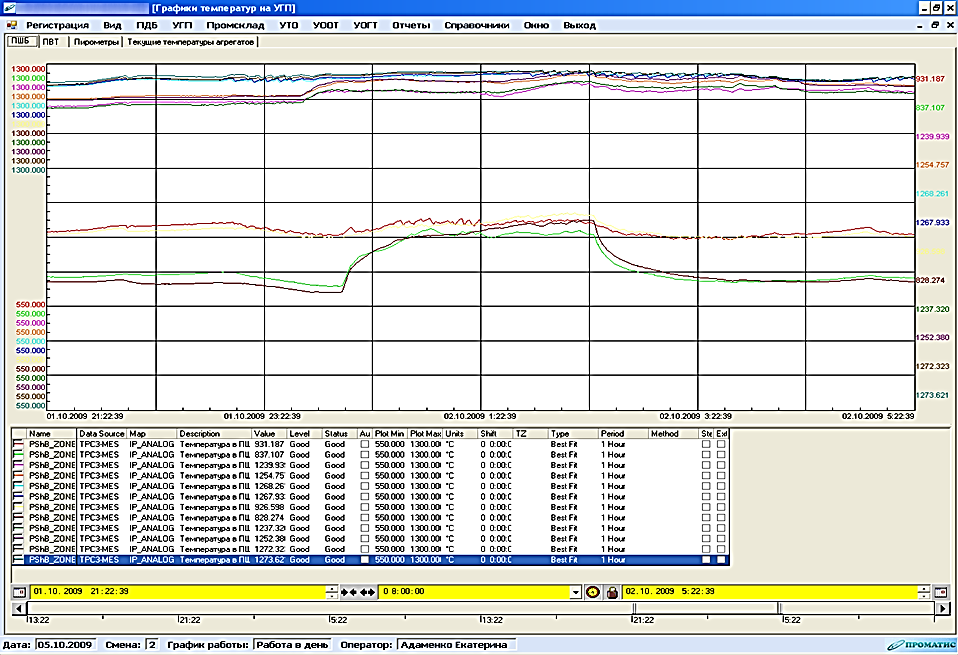 [Графики температур на УГП]
Регистрация Вид ПДБ УГП Промсклад УТО УООТ УОГТ Отчеты Справочники Окно Выход
ПШБ ПВТ Пирометры Текущие температуры агрегатов
1300.000
1300.000
1300.000
1300.000
1300.000
1300.000
1300.000
1300.000
1300.000
1300.000
1300.000
550.000
550.000
550.000
550.000
550.000
550.000
550.000
550.000
550.000
550.000
550.000
931.187
837.107
1239.939
1254.757
1268.261
1267.933
828.274
1237.320
1252.380
1272.323
1273.621
01.10.2009 21:22:39 01.10.2009 23:22:39 02.10.2009 1:22:39 02.10.2009 3:22:39 02.10.2009 5:22:39
Name Data Source Map Description Value Level Status Au Plot Min Plot Max Units Shift TZ Type Period Method Ste Exl
PShB_ZONE TPC3-MES IP_ANALOG Температура в ПШ 931.187 Good Good 550.000 1300.000 °C 0 0:00:0 Best Fit 1 Hour
PShB_ZONE TPC3-MES IP_ANALOG Температура в ПШ 837.107 Good Good 550.000 1300.000 °C 0 0:00:0 Best Fit 1 Hour
PShB_ZONE TPC3-MES IP_ANALOG Температура в ПШ 1239.939 Good Good 550.000 1300.000 °C 0 0:00:0 Best Fit 1 Hour
PShB_ZONE TPC3-MES IP_ANALOG Температура в ПШ 1254.75 Good Good 550.000 1300.000 °C 0 0:00:0 Best Fit 1 Hour
PShB_ZONE TPC3-MES IP_ANALOG Температура в ПШ 1268.26 Good Good 550.000 1300.000 °C 0 0:00:0 Best Fit 1 Hour
PShB_ZONE TPC3-MES IP_ANALOG Температура в ПШ 1267.93 Good Good 550.000 1300.000 °C 0 0:00:0 Best Fit 1 Hour
PShB_ZONE TPC3-MES IP_ANALOG Температура в ПШ 926.598 Good Good 550.000 1300.000 °C 0 0:00:0 Best Fit 1 Hour
PShB_ZONE TPC3-MES IP_ANALOG Температура в ПШ 828.274 Good Good 550.000 1300.000 °C 0 0:00:0 Best Fit 1 Hour
PShB_ZONE TPC3-MES IP_ANALOG Температура в ПШ 1237.32 Good Good 550.000 1300.000 °C 0 0:00:0 Best Fit 1 Hour
PShB_ZONE TPC3-MES IP_ANALOG Температура в ПШ 1252.38 Good Good 550.000 1300.000 °C 0 0:00:0 Best Fit 1 Hour
PShB_ZONE TPC3-MES IP_ANALOG Температура в ПШ 1272.32 Good Good 550.000 1300.000 °C 0 0:00:0 Best Fit 1 Hour
PShB_ZONE TPC3-MES IP_ANALOG Температура в ПШ 1273.62 Good Good 550.000 1300.000 °C 0 0:00:0 Best Fit 1 Hour
01.10.2009 21:22:39 0 8:00:00 02.10.2009 5:22:39
13:22 21:22 5:22 13:22 21:22 5:22
Дата: 05.10.2009 Смена: 2 График работы: Работа в день Оператор: Адаменко Екатерина ПРОМАТИС